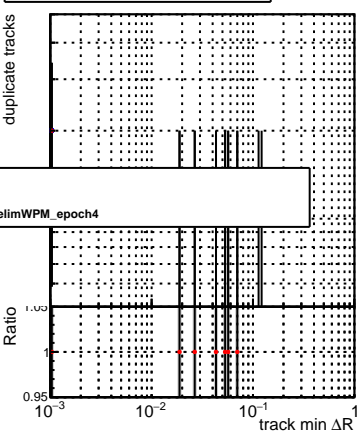 duplicate tracks
elimWPM_epoch4
Ratio
1.05
1
0.95
10⁻³ 10⁻² 10⁻¹ 1
track min ΔR